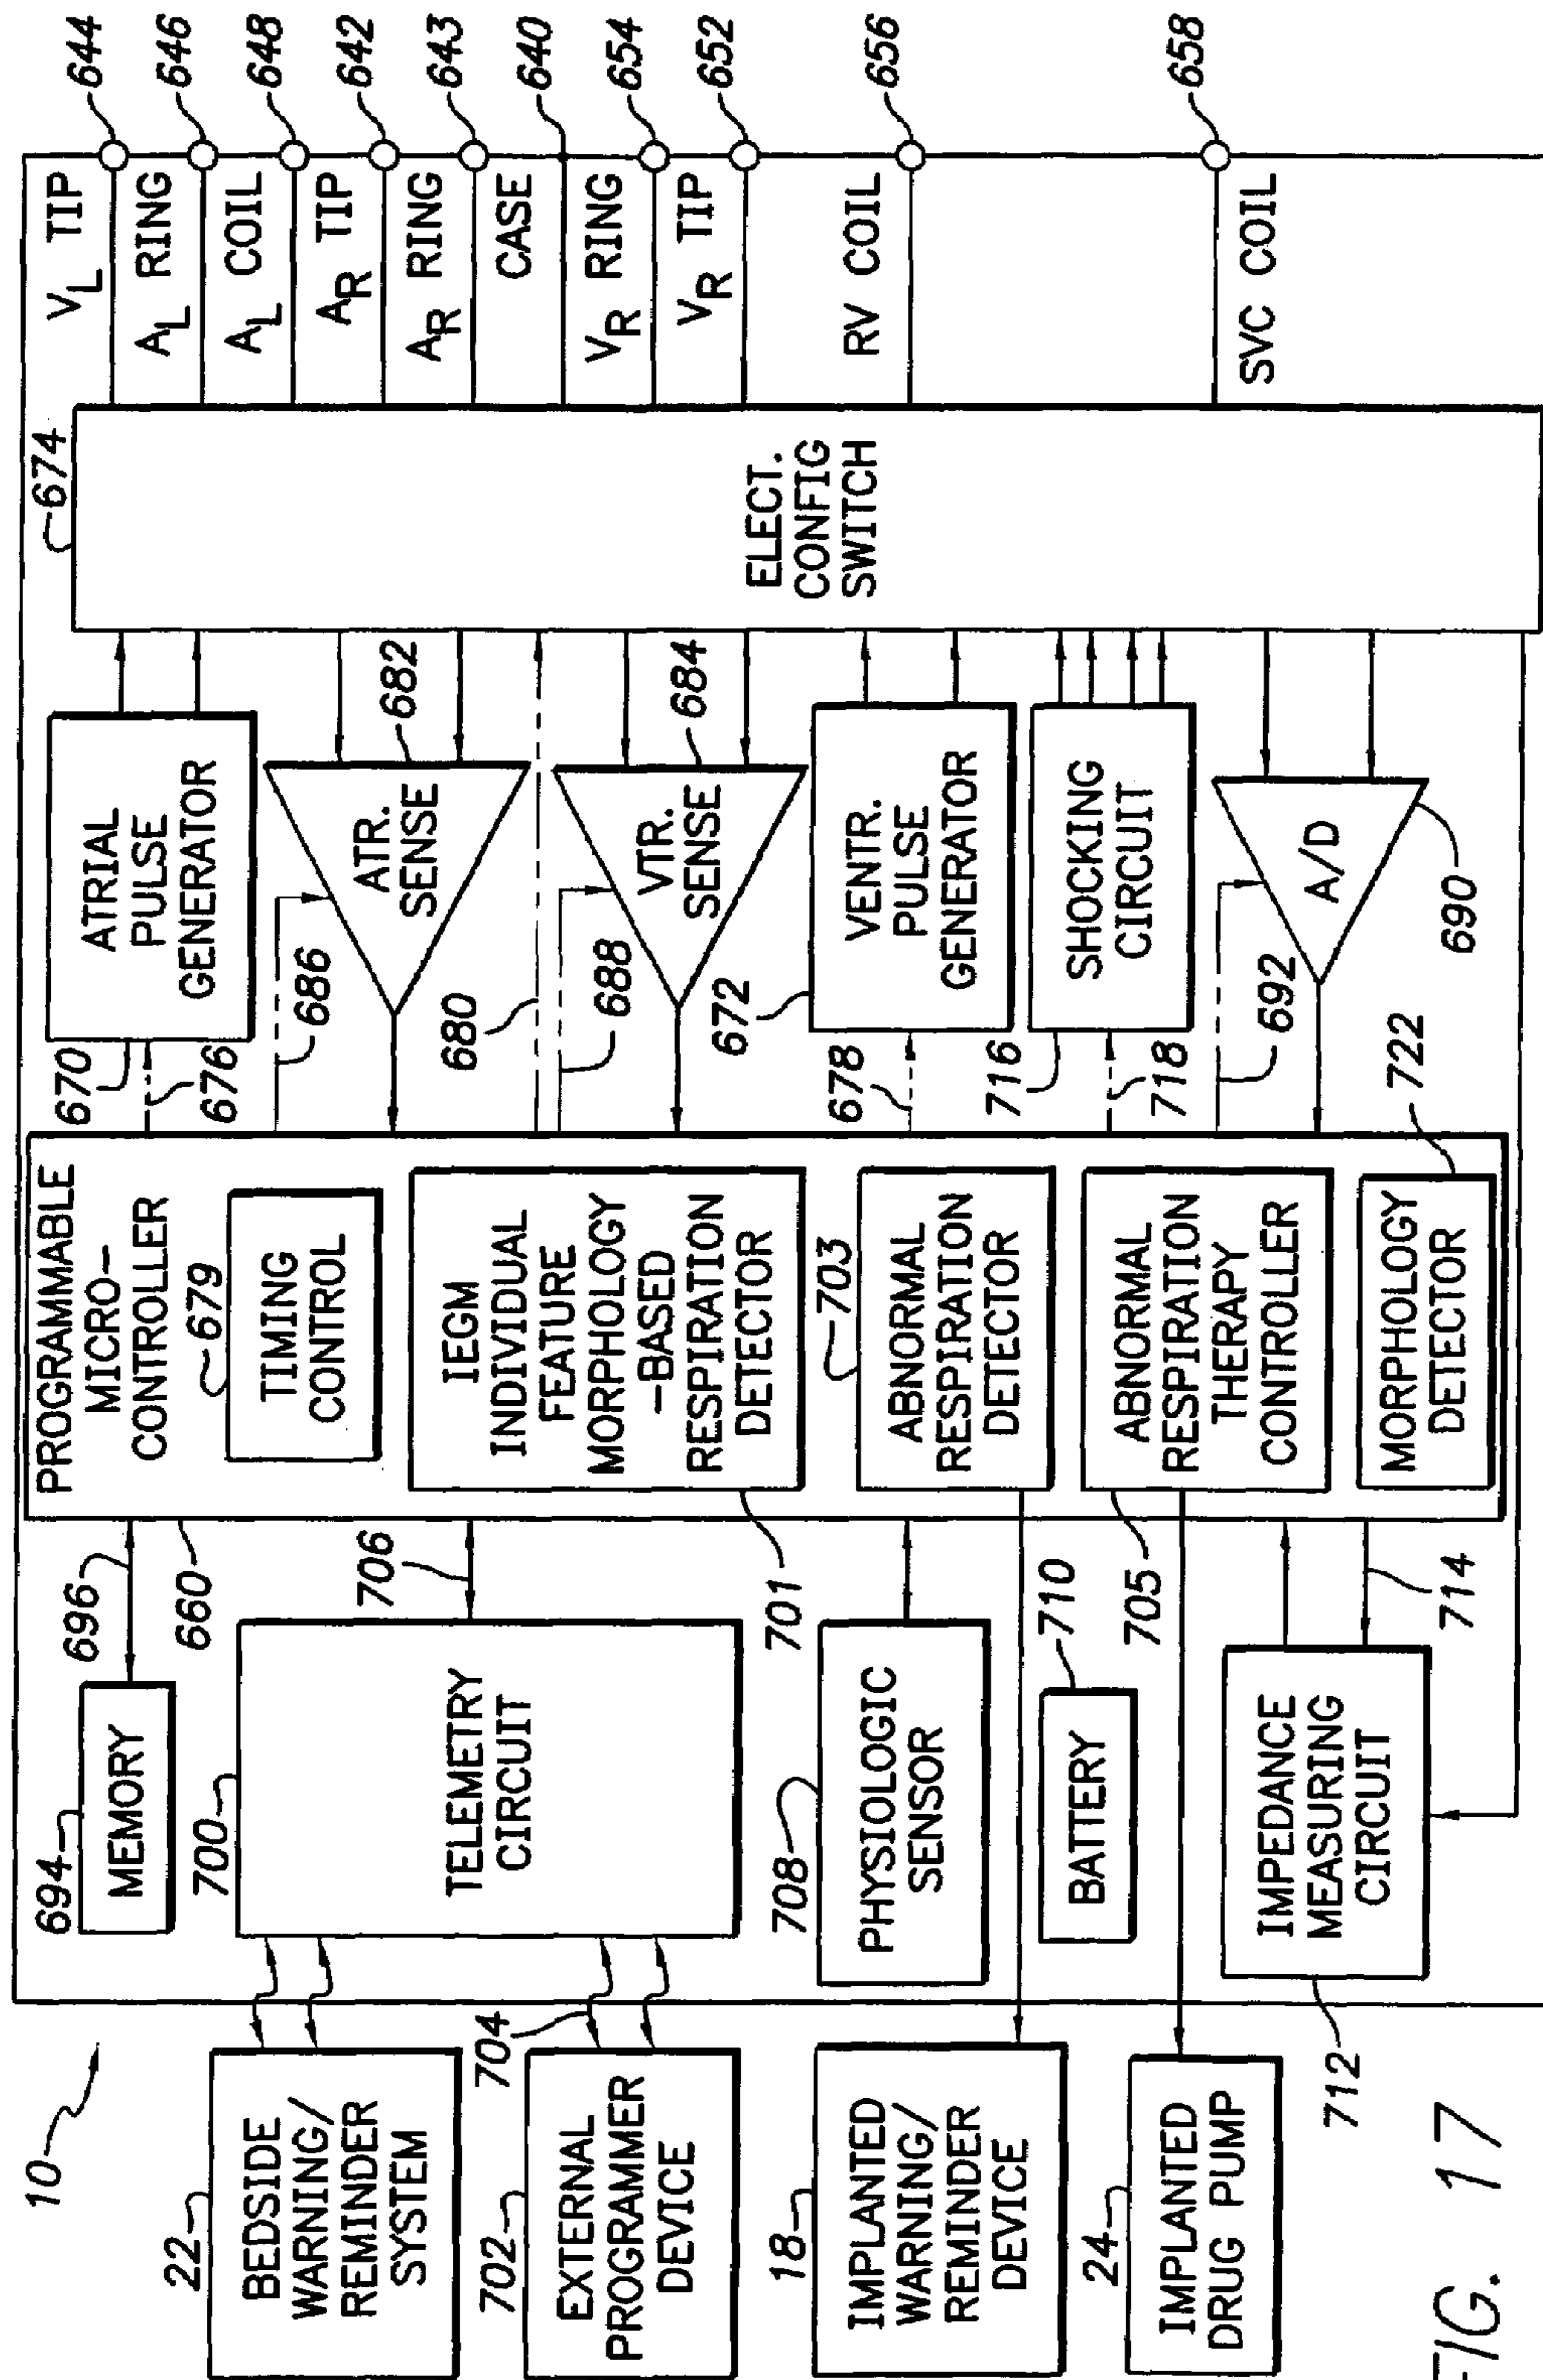 10
22
BEDSIDE
WARNING/
REMINDER
SYSTEM
702
EXTERNAL
PROGRAMMER
DEVICE
704
18
IMPLANTED
WARNING/
REMINDER
DEVICE
24
IMPLANTED
DRUG PUMP
694
MEMORY
696
660
700
TELEMETRY
CIRCUIT
706
701
708
PHYSIOLOGIC
SENSOR
710
BATTERY
705
712
IMPEDANCE
MEASURING
CIRCUIT
714
PROGRAMMABLE
MICRO-
CONTROLLER
679
TIMING
CONTROL
IEGM
INDIVIDUAL
FEATURE
MORPHOLOGY
-BASED
RESPIRATION
DETECTOR
703
ABNORMAL
RESPIRATION
DETECTOR
ABNORMAL
RESPIRATION
THERAPY
CONTROLLER
MORPHOLOGY
DETECTOR
722
670
676
ATRIAL
PULSE
GENERATOR
686
ATR.
SENSE
682
680
688
VTR.
SENSE
684
672
678
VENTR.
PULSE
GENERATOR
716
718
SHOCKING
CIRCUIT
692
A/D
690
674
ELECT.
CONFIG
SWITCH
VL TIP 644
AL RING 646
AL COIL 648
AR TIP 642
AR RING 643
CASE 640
VR RING 654
VR TIP 652
RV COIL 656
SVC COIL 658
FIG. 17